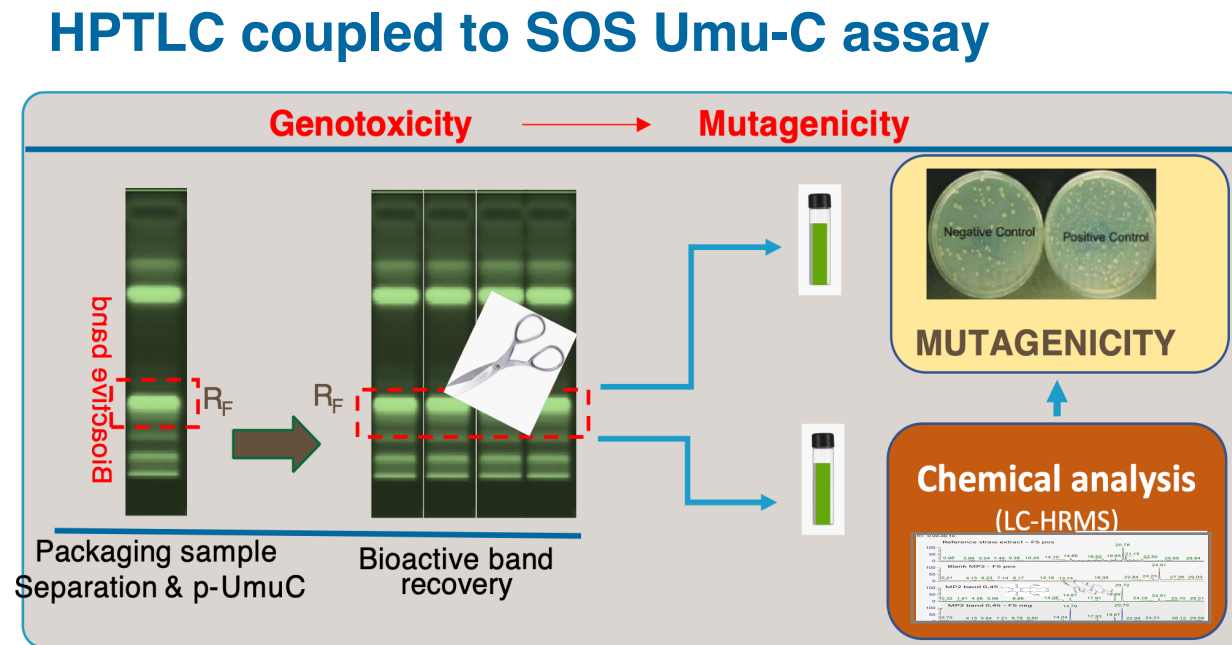 HPTLC coupled to SOS Umu-C assay
Genotoxicity
Mutagenicity
Bioactive band
R_F
R_F
Packaging sample
Separation & p-UmuC
Bioactive band
recovery
Negative Control
Positive Control
MUTAGENICITY
Chemical analysis
(LC-HRMS)
Reference straw extract – FS pos
Blank MP2 - FS pos
MP2 band 0,45 - FS pos
MP2 band 0,45 - FS neg